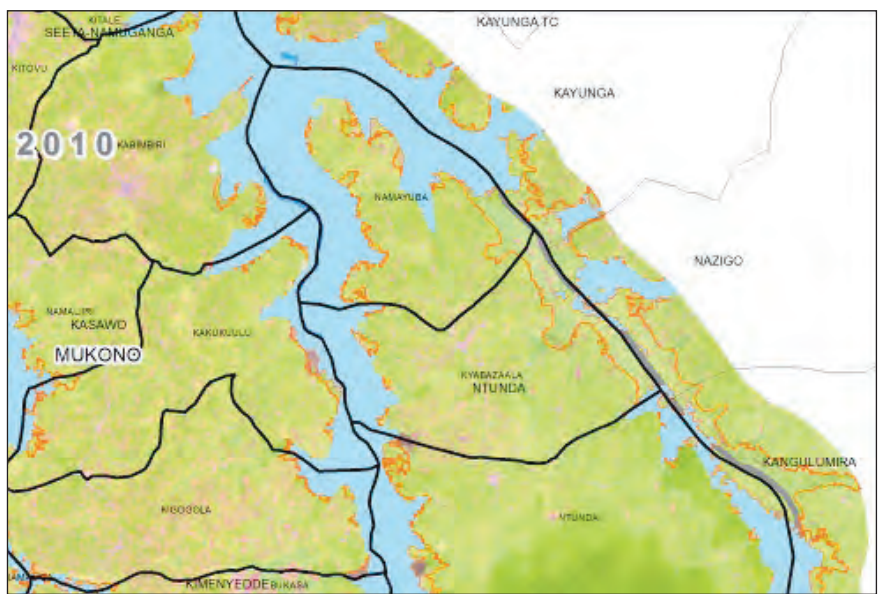 KITALE
KAYUNGA TC
SEETA-NAMUGANGA
KITOVU
KAYUNGA
2010
KABIMBIRI
NAMAYUBA
NAZIGO
NAMALIRI
KASAWO
KAKUKUULU
MUKONO
KYABAZAALA
NTUNDA
KANGULUMIRA
KIGOGOLA
NTUNDA
KIMENYEDDE
BUKASA